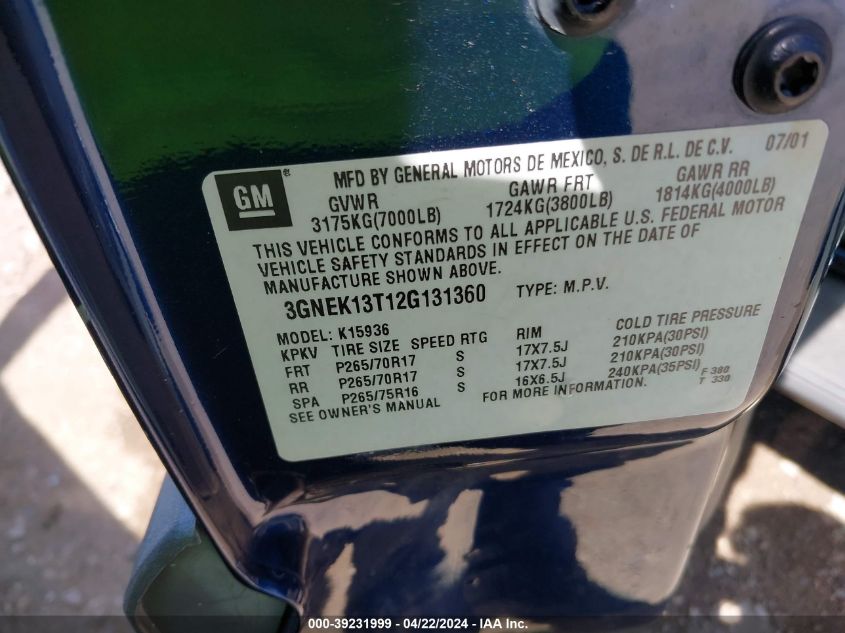 GM ®
MFD BY GENERAL MOTORS DE MEXICO, S. DE R.L. DE C.V. 07/01
GVWR GAWR FRT GAWR RR
3175KG(7000LB) 1724KG(3800LB) 1814KG(4000LB)
THIS VEHICLE CONFORMS TO ALL APPLICABLE U.S. FEDERAL MOTOR
VEHICLE SAFETY STANDARDS IN EFFECT ON THE DATE OF
MANUFACTURE SHOWN ABOVE.
3GNEK13T12G131360 TYPE: M.P.V.
MODEL: K15936
KPKV TIRE SIZE SPEED RTG RIM COLD TIRE PRESSURE
FRT P265/70R17 S 17X7.5J 210KPA(30PSI)
RR P265/70R17 S 17X7.5J 210KPA(30PSI)
SPA P265/75R16 S 16X6.5J 240KPA(35PSI) F 380
SEE OWNER'S MANUAL FOR MORE INFORMATION. T 330
000-39231999 - 04/22/2024 - IAA Inc.